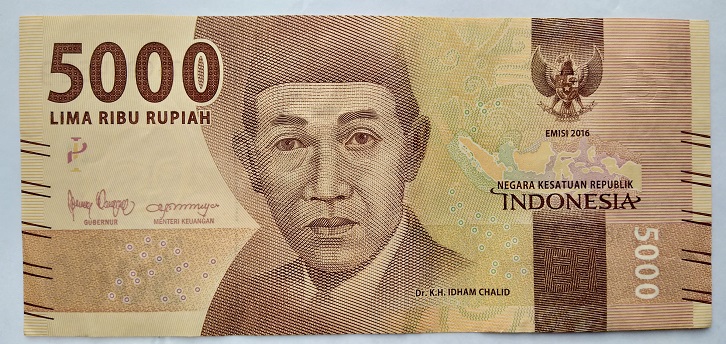 5000
LIMA RIBU RUPIAH
GUBERNUR
MENTERI KEUANGAN
EMISI 2016
NEGARA KESATUAN REPUBLIK
INDONESIA
5000
Dr. K.H. IDHAM CHALID